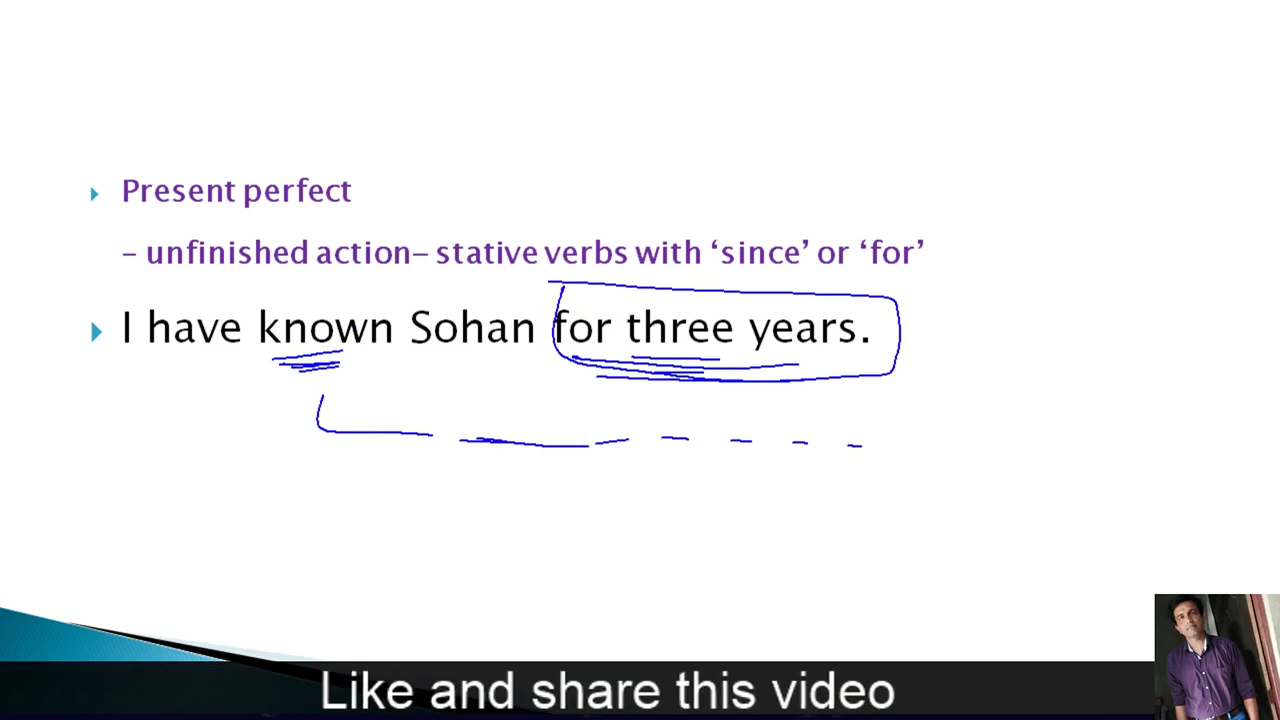 Present perfect
– unfinished action– stative verbs with ‘since’ or ‘for’
I have known Sohan for three years.
Like and share this video